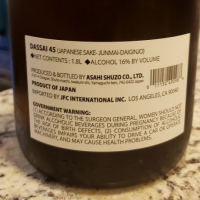 DASSAI 45 (JAPANESE SAKE- JUNMAI-DAIGINJO)
◆NET CONTENTS : 1.8L ◆ALCOHOL 16% BY VOLUME
PRODUCED & BOTTLED BY ASAHI SHUZO CO., LTD.
PRODUCT OF JAPAN
IMPORTED BY JFC INTERNATIONAL INC. LOS ANGELES, CA 90040
GOVERNMENT WARNING:
(1) ACCORDING TO THE SURGEON GENERAL, WOMEN SHOULD NOT
DRINK ALCOHOLIC BEVERAGES DURING PREGNANCY BECAUSE OF
THE RISK OF BIRTH DEFECTS. (2) CONSUMPTION OF ALCOHOLIC
BEVERAGES IMPAIRS YOUR ABILITY TO DRIVE A CAR OR OPERATE
MACHINERY, AND MAY CAUSE HEALTH PROBLEMS.